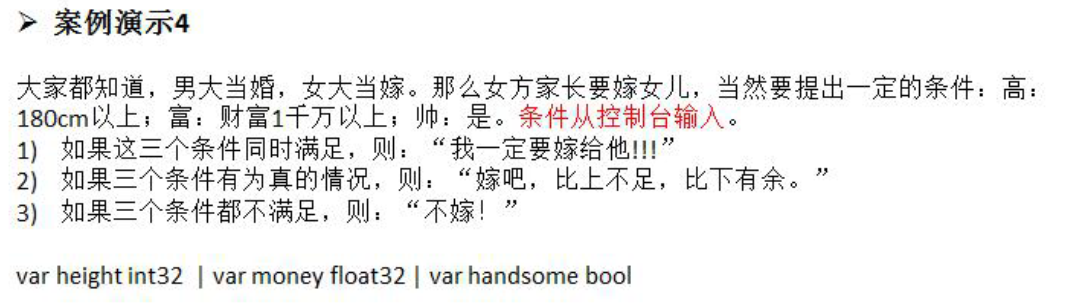 ➢ 案例演示4
大家都知道，男大当婚，女大当嫁。那么女方家长要嫁女儿，当然要提出一定的条件：高：
180cm以上；富：财富1千万以上；帅：是。条件从控制台输入。
1) 如果这三个条件同时满足，则：“我一定要嫁给他!!!”
2) 如果三个条件有为真的情况，则：“嫁吧，比上不足，比下有余。”
3) 如果三个条件都不满足，则：“不嫁！”
var height int32 | var money float32 | var handsome bool